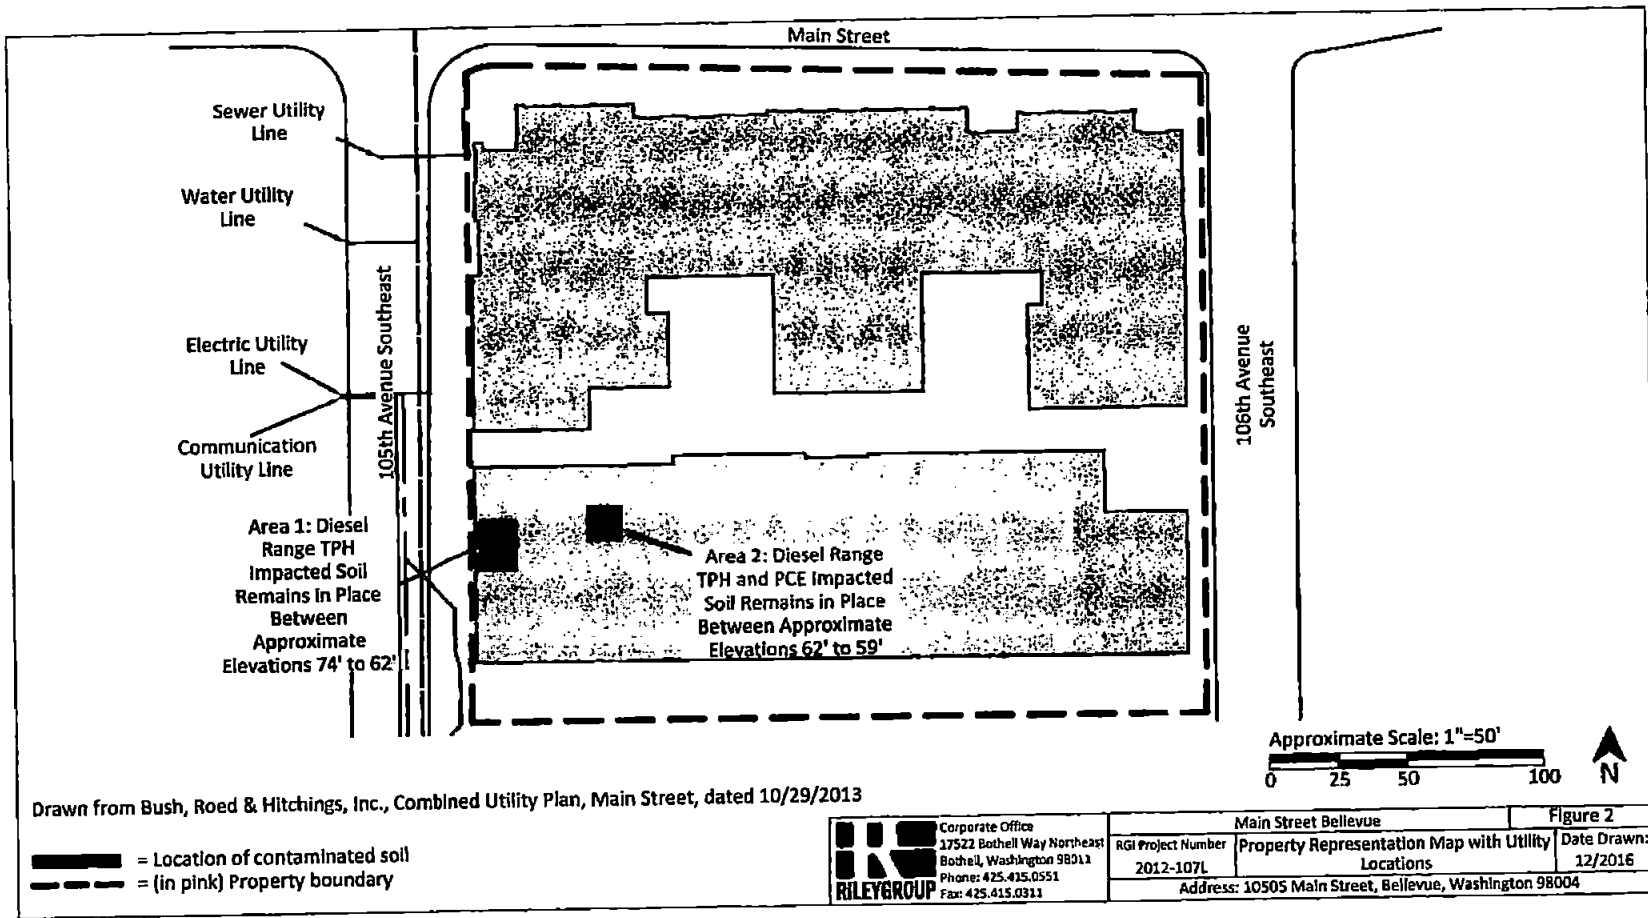 Main Street
Sewer Utility
Line
Water Utility
Line
105th Avenue Southeast
Electric Utility
Line
Communication
Utility Line
106th Avenue
Southeast
Area 1: Diesel
Range TPH
Impacted Soil
Remains in Place
Between
Approximate
Elevations 74' to 62'
Area 2: Diesel Range
TPH and PCE Impacted
Soil Remains in Place
Between Approximate
Elevations 62' to 59'
Approximate Scale: 1"=50'
0 25 50 100
N
Drawn from Bush, Roed & Hitchings, Inc., Combined Utility Plan, Main Street, dated 10/29/2013
= Location of contaminated soil
= (in pink) Property boundary
RILEYGROUP
Corporate Office
17522 Bothell Way Northeast
Bothell, Washington 98011
Phone: 425.415.0551
Fax: 425.415.0311
Main Street Bellevue
Figure 2
RGI Project Number
2012-107L
Property Representation Map with Utility
Locations
Date Drawn:
12/2016
Address: 10505 Main Street, Bellevue, Washington 98004